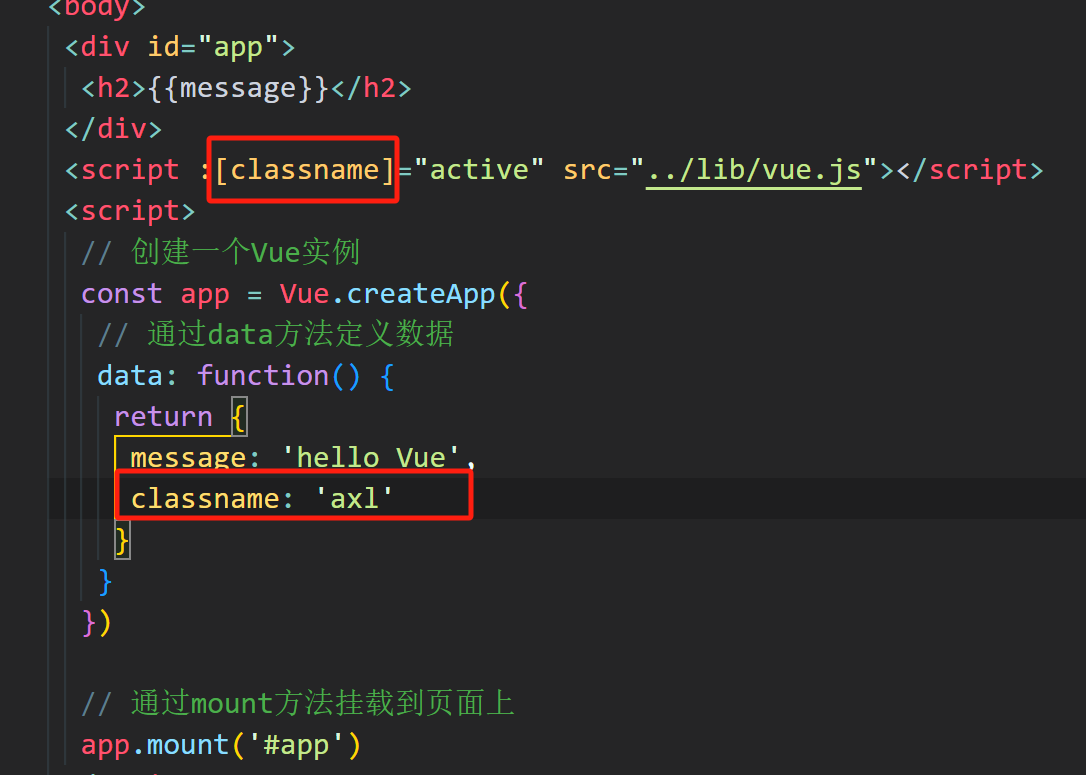 <body>
<div id="app">
<h2>{{message}}</h2>
</div>
<script :[classname]="active" src="../lib/vue.js"></script>
<script>
// 创建一个Vue实例
const app = Vue.createApp({
// 通过data方法定义数据
data: function() {
return {
message: 'hello Vue',
classname: 'axl'
}
}
})
// 通过mount方法挂载到页面上
app.mount('#app')